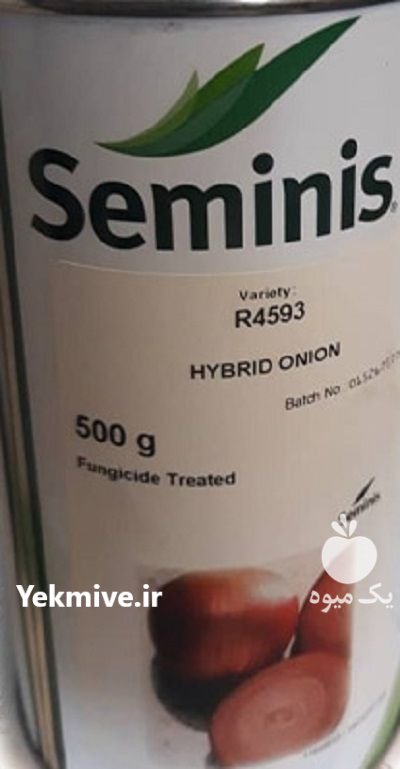 Seminis
Variety:
R4593
HYBRID ONION
Batch No
500 g
Fungicide Treated
Seminis
Yekmive.ir
یک میوه